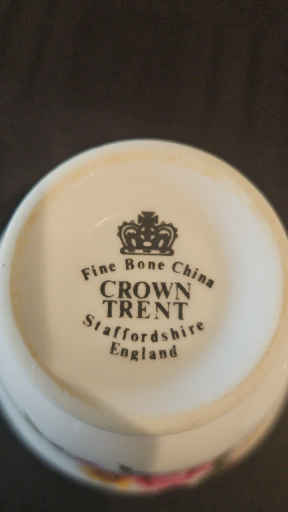 Fine Bone China
CROWN
TRENT
Staffordshire
England